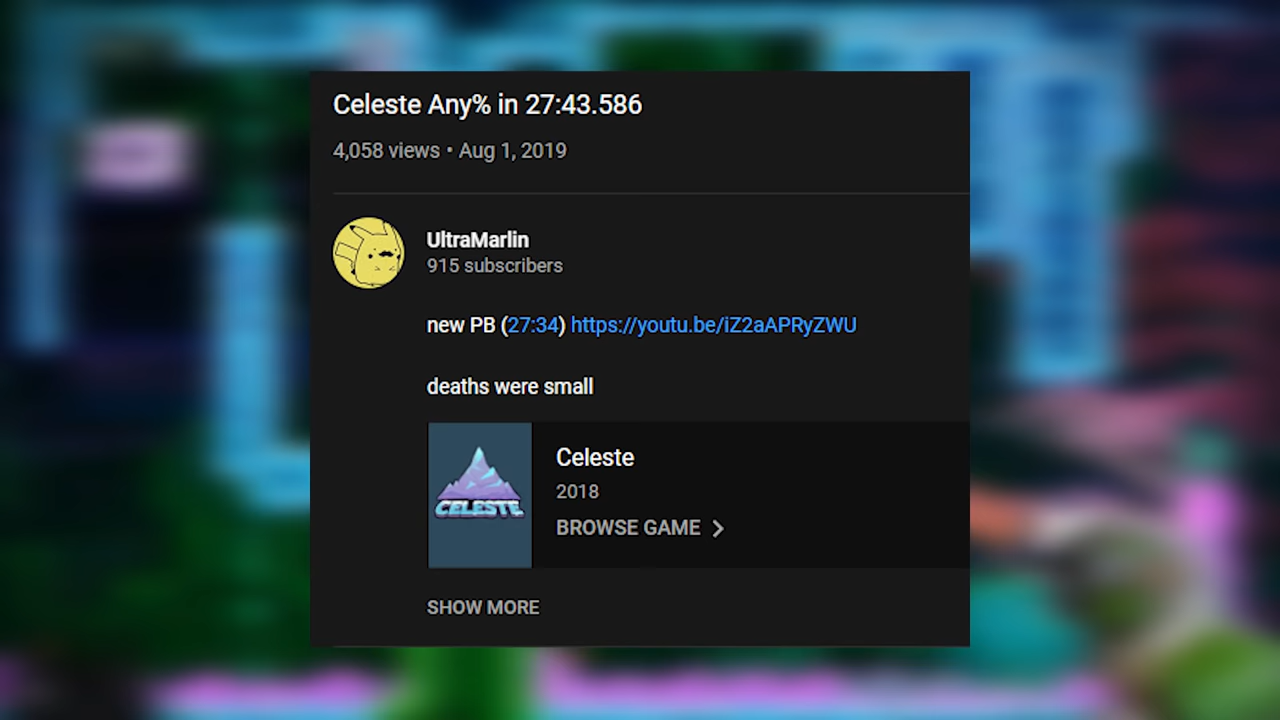 Celeste Any% in 27:43.586
4,058 views • Aug 1, 2019
UltraMarlin
915 subscribers
new PB (27:34) https://youtu.be/iZ2aAPRyZWU
deaths were small
CELESTE
Celeste
2018
BROWSE GAME
SHOW MORE